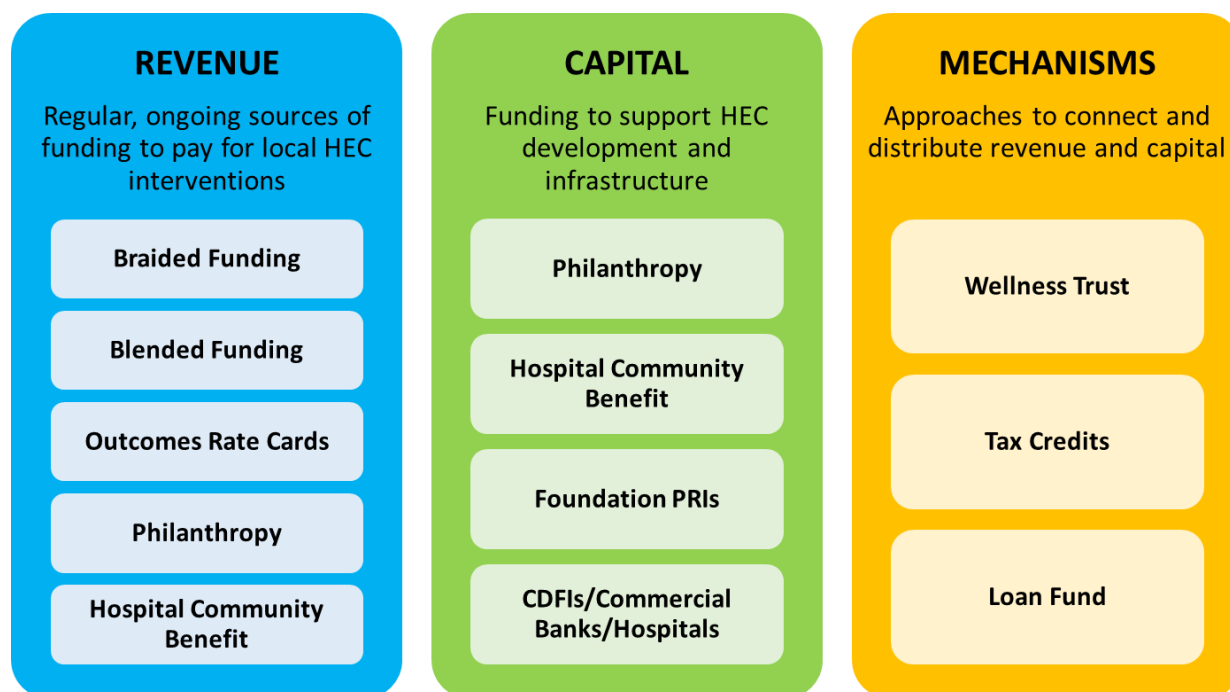 REVENUE
Regular, ongoing sources of
funding to pay for local HEC
interventions
Braided Funding
Blended Funding
Outcomes Rate Cards
Philanthropy
Hospital Community
Benefit
CAPITAL
Funding to support HEC
development and
infrastructure
Philanthropy
Hospital Community
Benefit
Foundation PRIs
CDFIs/Commercial
Banks/Hospitals
MECHANISMS
Approaches to connect and
distribute revenue and capital
Wellness Trust
Tax Credits
Loan Fund